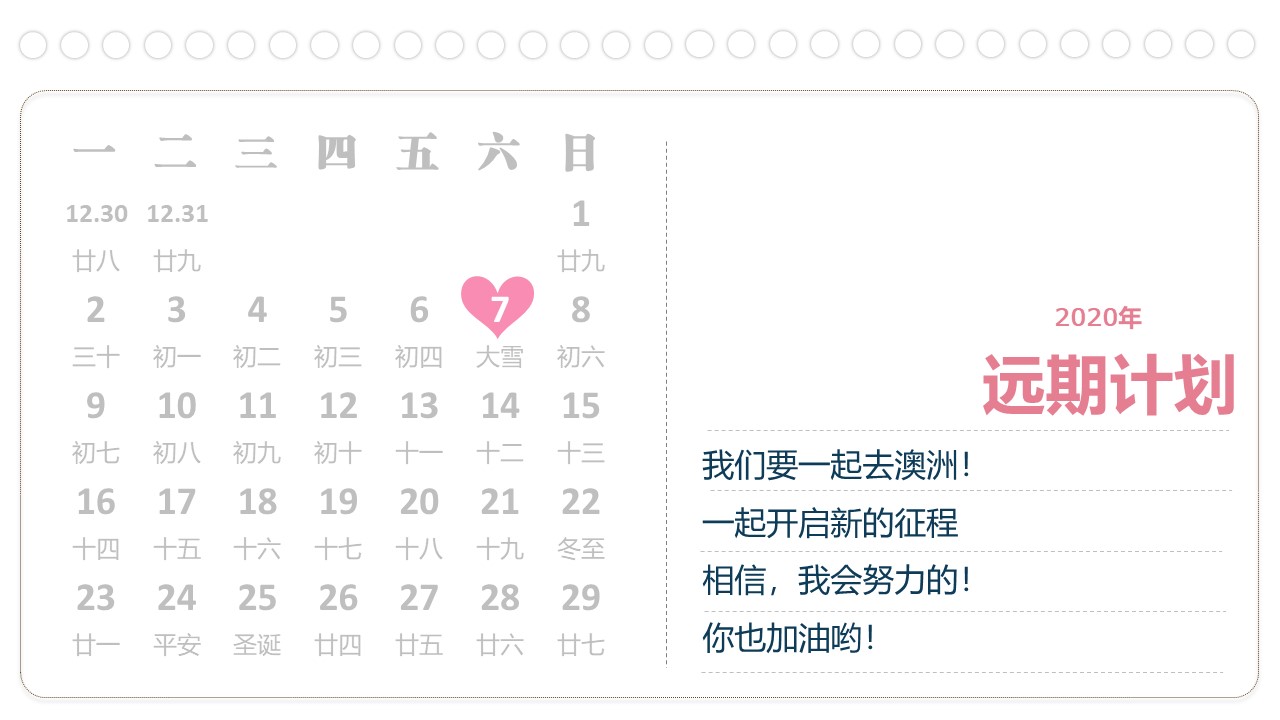 一 二 三 四 五 六 日
12.30 12.31 1
廿八 廿九 廿九
2 3 4 5 6 7 8
三十 初一 初二 初三 初四 大雪 初六
9 10 11 12 13 14 15
初七 初八 初九 初十 十一 十二 十三
16 17 18 19 20 21 22
十四 十五 十六 十七 十八 十九 冬至
23 24 25 26 27 28 29
廿一 平安 圣诞 廿四 廿五 廿六 廿七
2020年
远期计划
我们要一起去澳洲！
一起开启新的征程
相信，我会努力的！
你也加油哟！